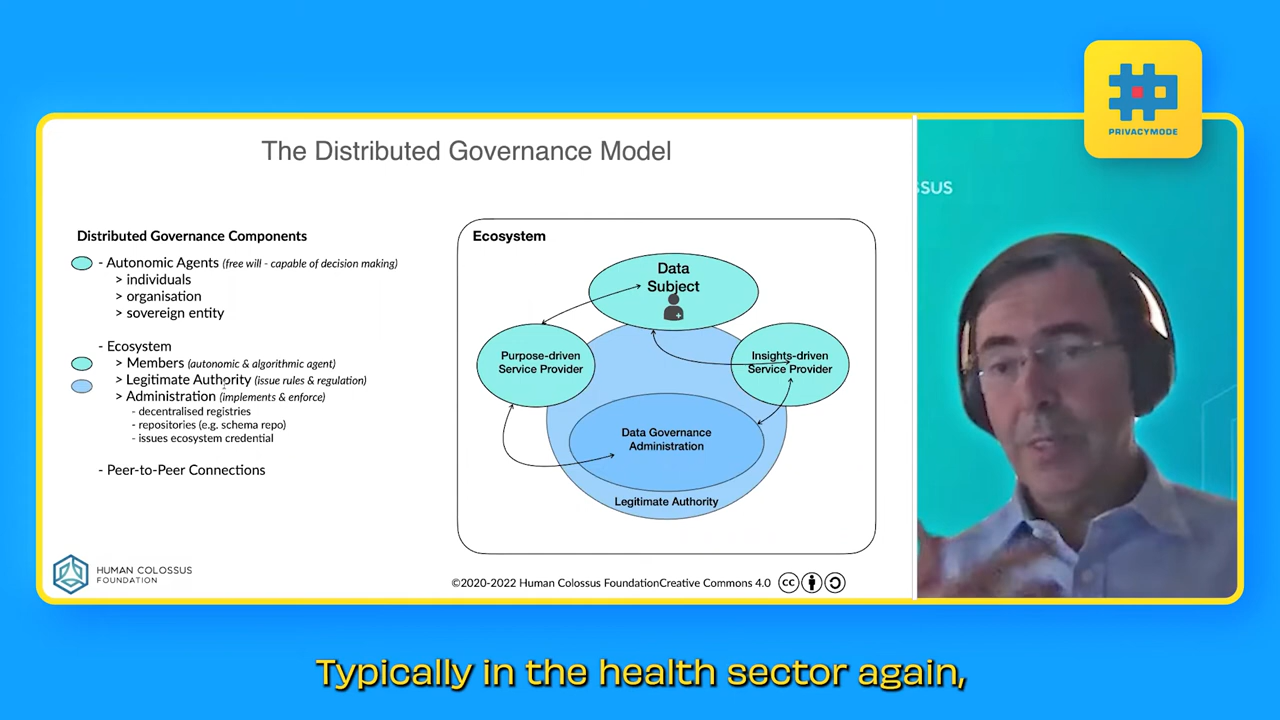 PRIVACYMODE
The Distributed Governance Model
SSUS
Distributed Governance Components
- Autonomic Agents (free will - capable of decision making)
> individuals
> organisation
> sovereign entity
- Ecosystem
> Members (autonomic & algorithmic agent)
> Legitimate Authority (issue rules & regulation)
> Administration (implements & enforce)
- decentralised registries
- repositories (e.g. schema repo)
- issues ecosystem credential
- Peer-to-Peer Connections
Ecosystem
Data
Subject
Purpose-driven
Service Provider
Insights-driven
Service Provider
Data Governance
Administration
Legitimate Authority
HUMAN COLOSSUS
FOUNDATION
©2020-2022 Human Colossus FoundationCreative Commons 4.0
cc
Typically in the health sector again,